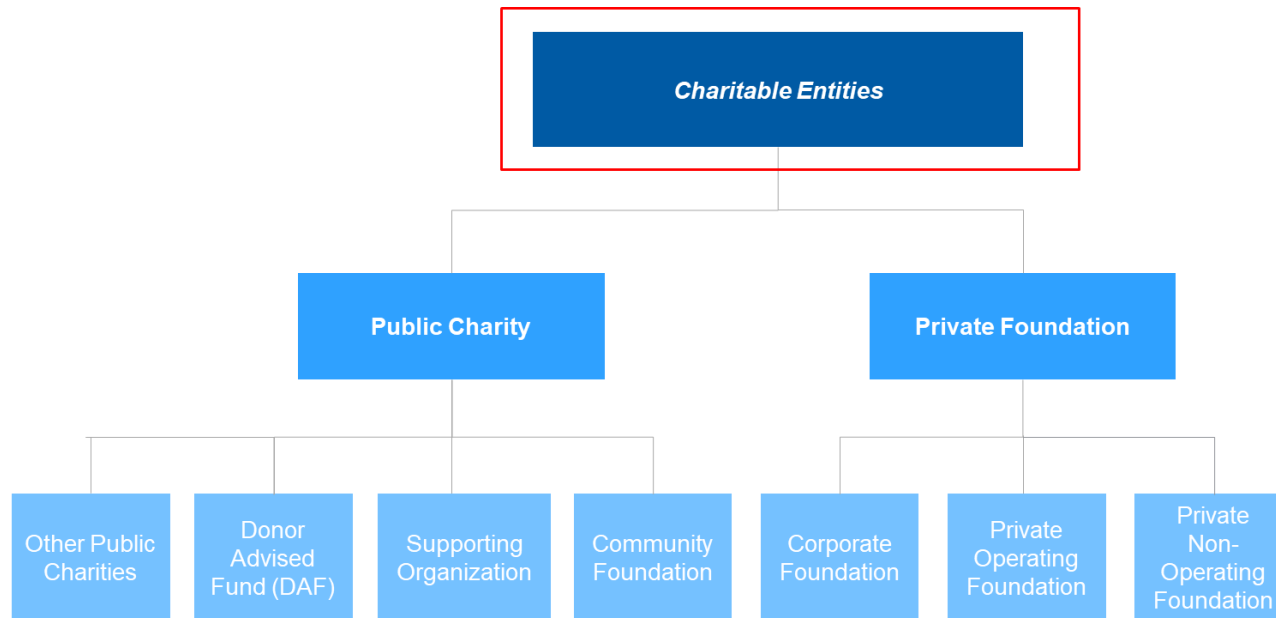 Charitable Entities
Public Charity
Private Foundation
Other Public
Charities
Donor
Advised
Fund (DAF)
Supporting
Organization
Community
Foundation
Corporate
Foundation
Private
Operating
Foundation
Private
Non-
Operating
Foundation